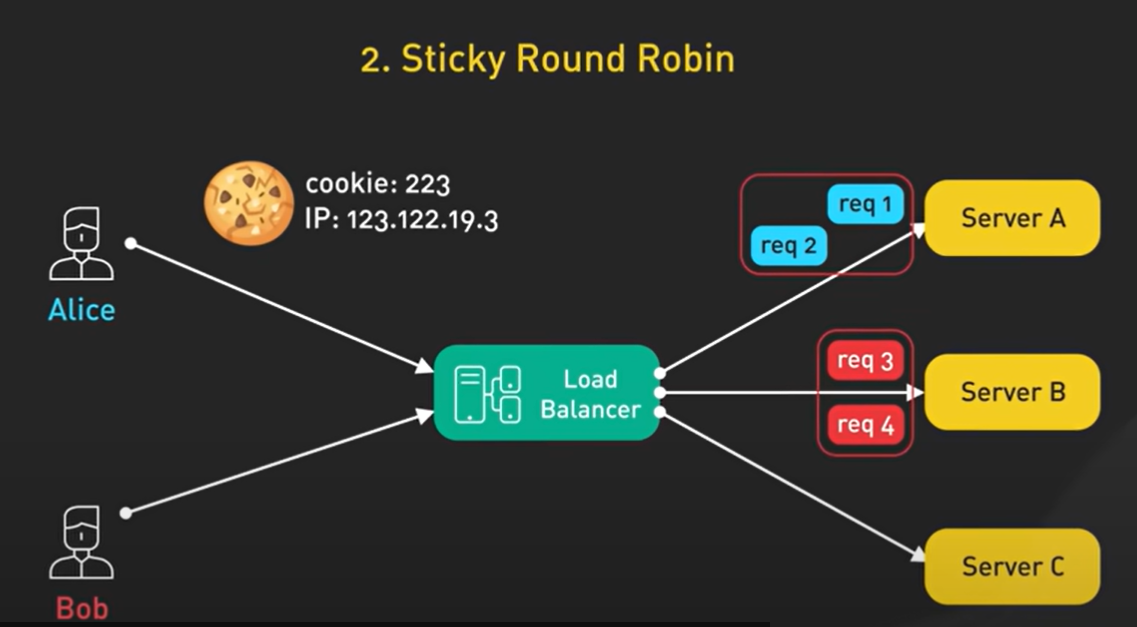 2. Sticky Round Robin
cookie: 223
IP: 123.122.19.3
Alice
Bob
Load
Balancer
req 1
req 2
Server A
req 3
req 4
Server B
Server C